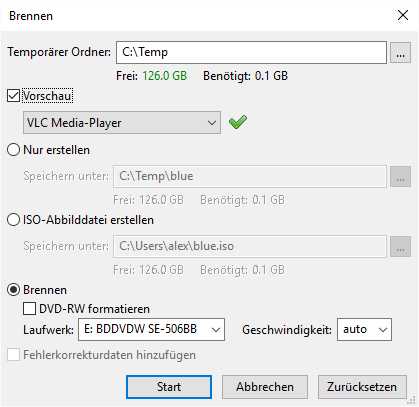 Brennen
Temporärer Ordner: C:\Temp ...
Frei: 126.0 GB Benötigt: 0.1 GB
Vorschau
VLC Media-Player
Nur erstellen
Speichern unter: C:\Temp\blue ...
Frei: 126.0 GB Benötigt: 0.1 GB
ISO-Abbilddatei erstellen
Speichern unter: C:\Users\alex\blue.iso ...
Frei: 126.0 GB Benötigt: 0.1 GB
Brennen
DVD-RW formatieren
Laufwerk: E: BDDVDW SE-506BB Geschwindigkeit: auto
Fehlerkorrekturdaten hinzufügen
Start Abbrechen Zurücksetzen